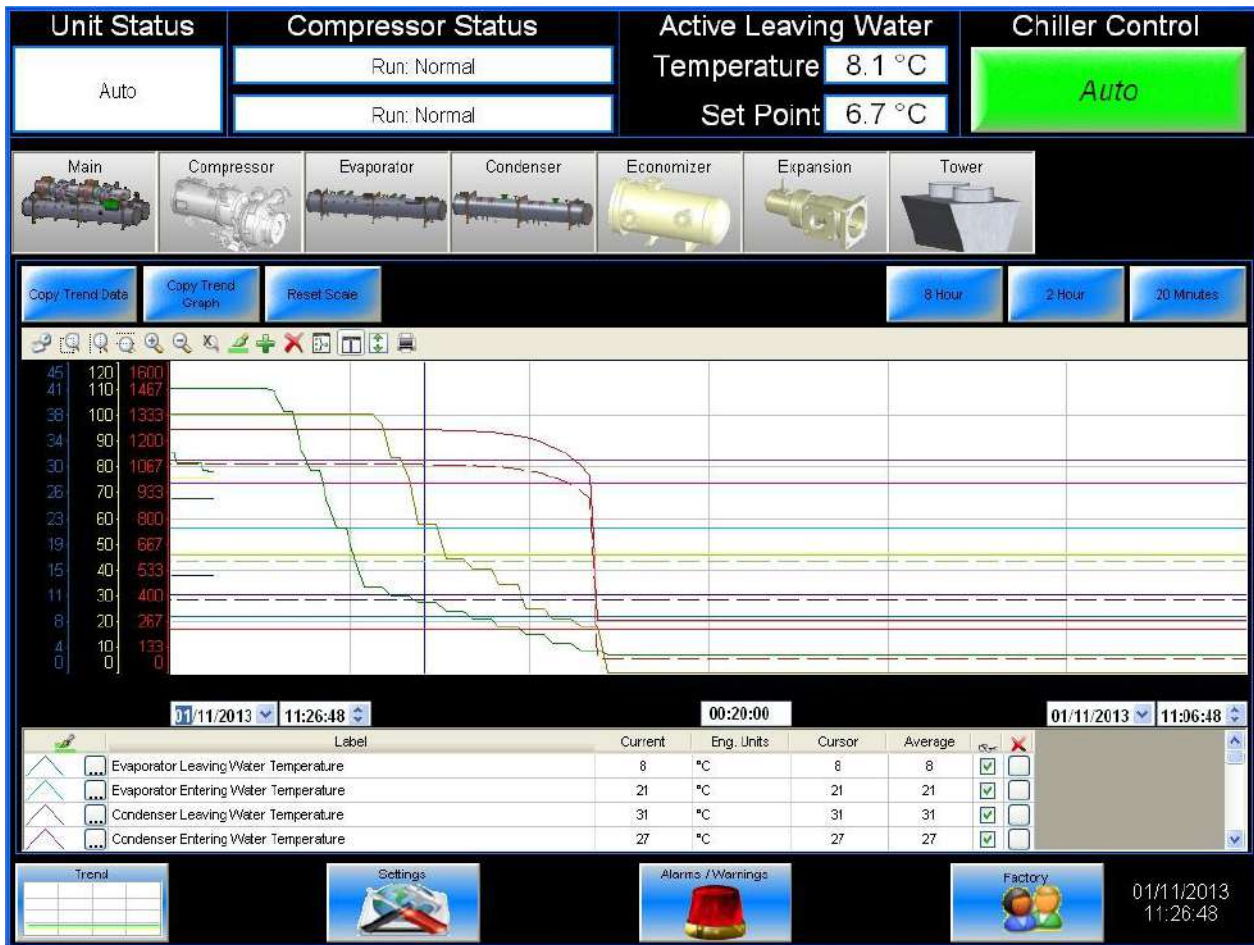 Unit Status
Compressor Status
Active Leaving Water
Chiller Control
Auto
Run: Normal
Run: Normal
Temperature 8.1 °C
Set Point 6.7 °C
Auto
Main Compressor Evaporator Condenser Economizer Expansion Tower
Copy Trend Data
Copy Trend
Graph
Reset Scale
8 Hour
2 Hour
20 Minutes
45 120 1600
41 110 1467
38 100 1333
34 90 1200
30 80 1067
26 70 933
23 60 800
19 50 667
15 40 533
11 30 400
8 20 267
4 10 133
0 0 0
01/11/2013 11:26:48
00:20:00
01/11/2013 11:06:48
Label Current Eng. Units Cursor Average
... Evaporator Leaving Water Temperature 8 °C 8 8
... Evaporator Entering Water Temperature 21 °C 21 21
... Condenser Leaving Water Temperature 31 °C 31 31
... Condenser Entering Water Temperature 27 °C 27 27
Trend
Settings
Alarms / Warnings
Factory
01/11/2013
11:26:48